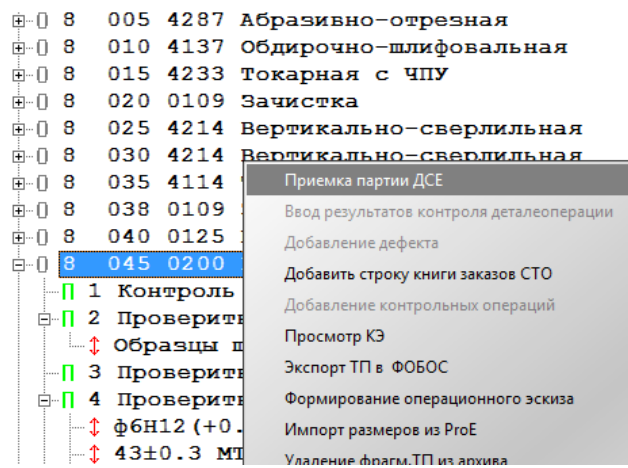 8 005 4287 Абразивно-отрезная
8 010 4137 Обдирочно-шлифовальная
8 015 4233 Токарная с ЧПУ
8 020 0109 Зачистка
8 025 4214 Вертикально-сверлильная
8 030 4214 Вертикально-сверлильная
8 035 4114
8 038 0109
8 040 0125
8 045 0200
П 1 Контроль
П 2 Проверить
Образцы
П 3 Проверить
П 4 Проверить
ф6Н12(+0.
43±0.3 МТ
Приемка партии ДСЕ
Ввод результатов контроля деталеоперации
Добавление дефекта
Добавить строку книги заказов СТО
Добавление контрольных операций
Просмотр КЭ
Экспорт ТП в ФОБОС
Формирование операционного эскиза
Импорт размеров из ProE
Удаление фрагм.ТП из архива